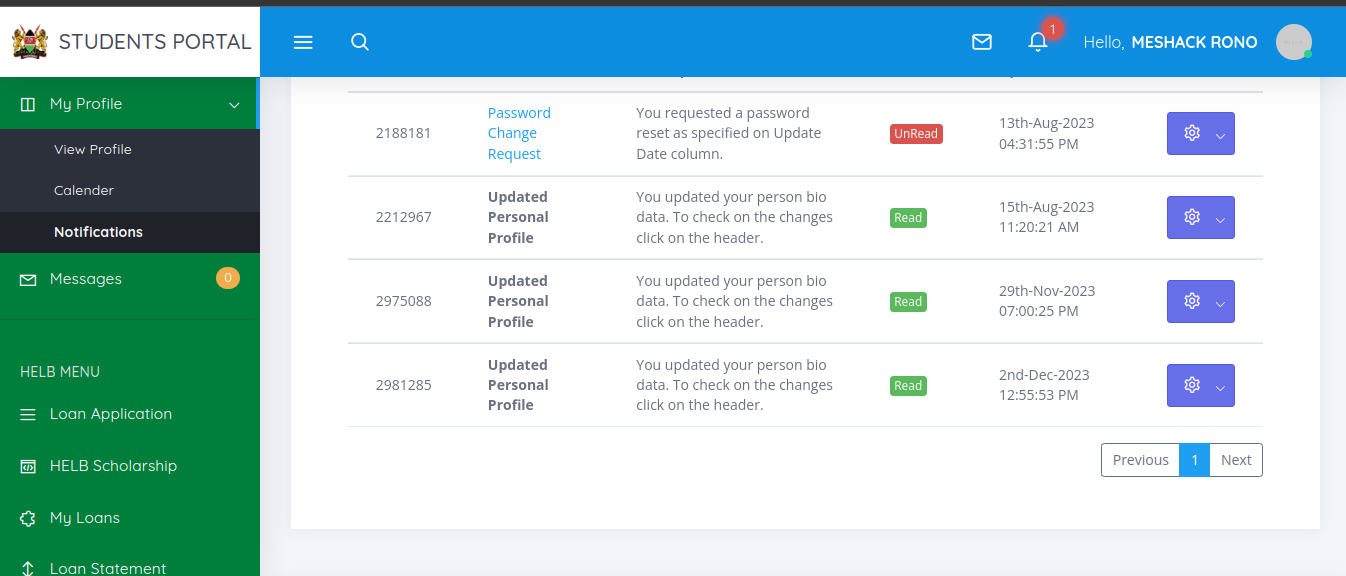 STUDENTS PORTAL
1
Hello, MESHACK RONO
My Profile
View Profile
Calender
Notifications
Messages
0
HELB MENU
Loan Application
HELB Scholarship
My Loans
Loan Statement
2188181
Password
Change
Request
You requested a password
reset as specified on Update
Date column.
UnRead
13th-Aug-2023
04:31:55 PM
2212967
Updated
Personal
Profile
You updated your person bio
data. To check on the changes
click on the header.
Read
15th-Aug-2023
11:20:21 AM
2975088
Updated
Personal
Profile
You updated your person bio
data. To check on the changes
click on the header.
Read
29th-Nov-2023
07:00:25 PM
2981285
Updated
Personal
Profile
You updated your person bio
data. To check on the changes
click on the header.
Read
2nd-Dec-2023
12:55:53 PM
Previous 1 Next